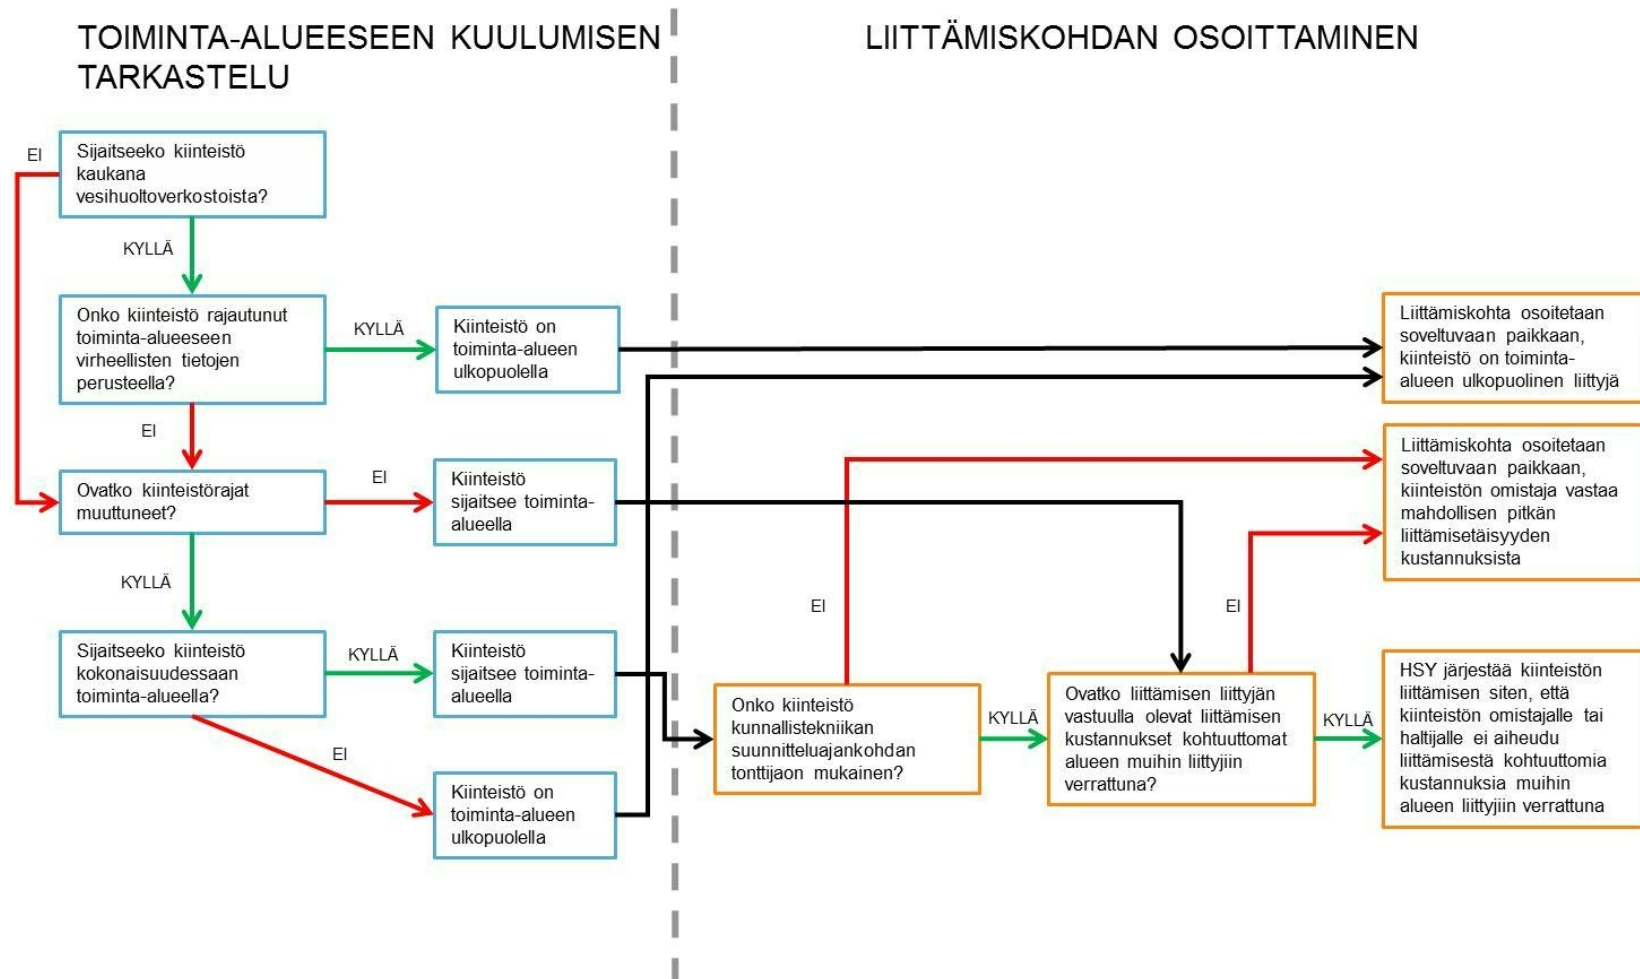 TOIMINTA-ALUEESEEN KUULUMISEN
TARKASTELU
LIITTÄMISKOHDAN OSOITTAMINEN
EI
Sijaitseeko kiinteistö
kaukana
vesihuoltoverkostoista?
KYLLÄ
Onko kiinteistö rajautunut
toiminta-alueeseen
virheellisten tietojen
perusteella?
KYLLÄ
Kiinteistö on
toiminta-alueen
ulkopuolella
Liittämiskohta osoitetaan
soveltuvaan paikkaan,
kiinteistö on toiminta-
alueen ulkopuolinen liittyjä
EI
Ovatko kiinteistörajat
muuttuneet?
EI
Kiinteistö
sijaitsee toiminta-
alueella
Liittämiskohta osoitetaan
soveltuvaan paikkaan,
kiinteistön omistaja vastaa
mahdollisen pitkän
liittämisetäisyyden
kustannuksista
KYLLÄ
EI
EI
Sijaitseeko kiinteistö
kokonaisuudessaan
toiminta-alueella?
KYLLÄ
Kiinteistö
sijaitsee toiminta-
alueella
EI
Kiinteistö on
toiminta-alueen
ulkopuolella
Onko kiinteistö
kunnallistekniikan
suunnitteluajankohdan
tonttijaon mukainen?
KYLLÄ
Ovatko liittämisen liittyjän
vastuulla olevat liittämisen
kustannukset kohtuuttomat
alueen muihin liittyjiin
verrattuna?
KYLLÄ
HSY järjestää kiinteistön
liittämisen siten, että
kiinteistön omistajalle tai
haltijalle ei aiheudu
liittämisestä kohtuuttomia
kustannuksia muihin
alueen liittyjiin verrattuna